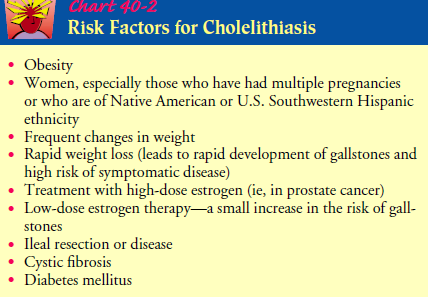 Chart 40-2
Risk Factors for Cholelithiasis
• Obesity
• Women, especially those who have had multiple pregnancies
or who are of Native American or U.S. Southwestern Hispanic
ethnicity
• Frequent changes in weight
• Rapid weight loss (leads to rapid development of gallstones and
high risk of symptomatic disease)
• Treatment with high-dose estrogen (ie, in prostate cancer)
• Low-dose estrogen therapy—a small increase in the risk of gall-
stones
• Ileal resection or disease
• Cystic fibrosis
• Diabetes mellitus